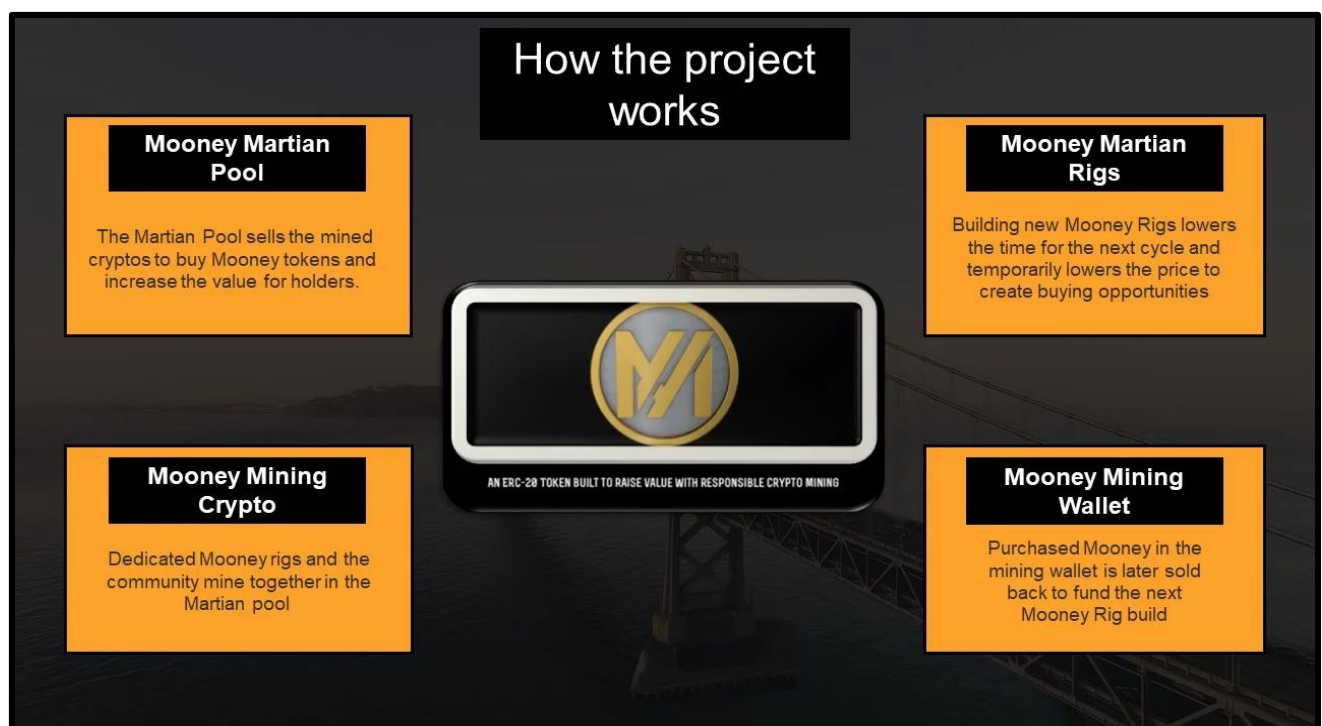 How the project
works
Mooney Martian
Pool
The Martian Pool sells the mined
cryptos to buy Mooney tokens and
increase the value for holders.
Mooney Martian
Rigs
Building new Mooney Rigs lowers
the time for the next cycle and
temporarily lowers the price to
create buying opportunities
AN ERC-20 TOKEN BUILT TO RAISE VALUE WITH RESPONSIBLE CRYPTO MINING
Mooney Mining
Crypto
Dedicated Mooney rigs and the
community mine together in the
Martian pool
Mooney Mining
Wallet
Purchased Mooney in the
mining wallet is later sold
back to fund the next
Mooney Rig build